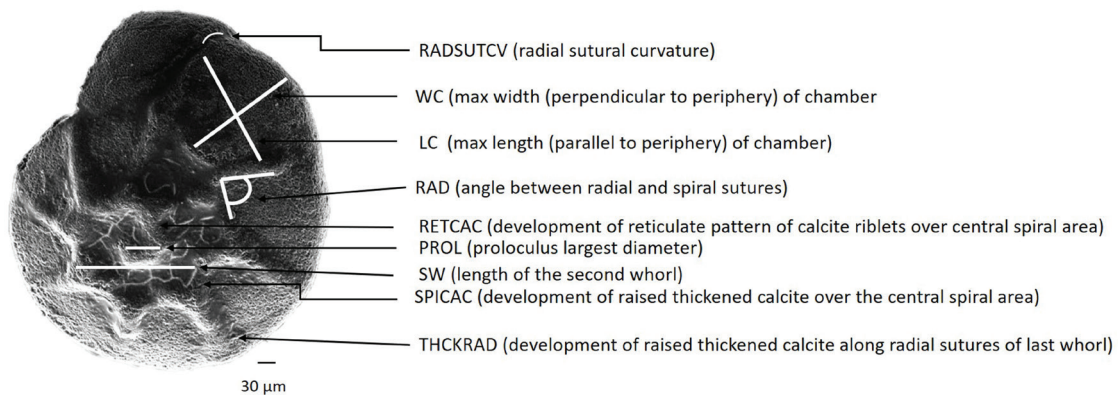 RADSUTCV (radial sutural curvature)
WC (max width (perpendicular to periphery) of chamber
LC (max length (parallel to periphery) of chamber)
RAD (angle between radial and spiral sutures)
RETCAC (development of reticulate pattern of calcite riblets over central spiral area)
PROL (proloculus largest diameter)
SW (length of the second whorl)
SPICAC (development of raised thickened calcite over the central spiral area)
THCKRAD (development of raised thickened calcite along radial sutures of last whorl)
30 µm